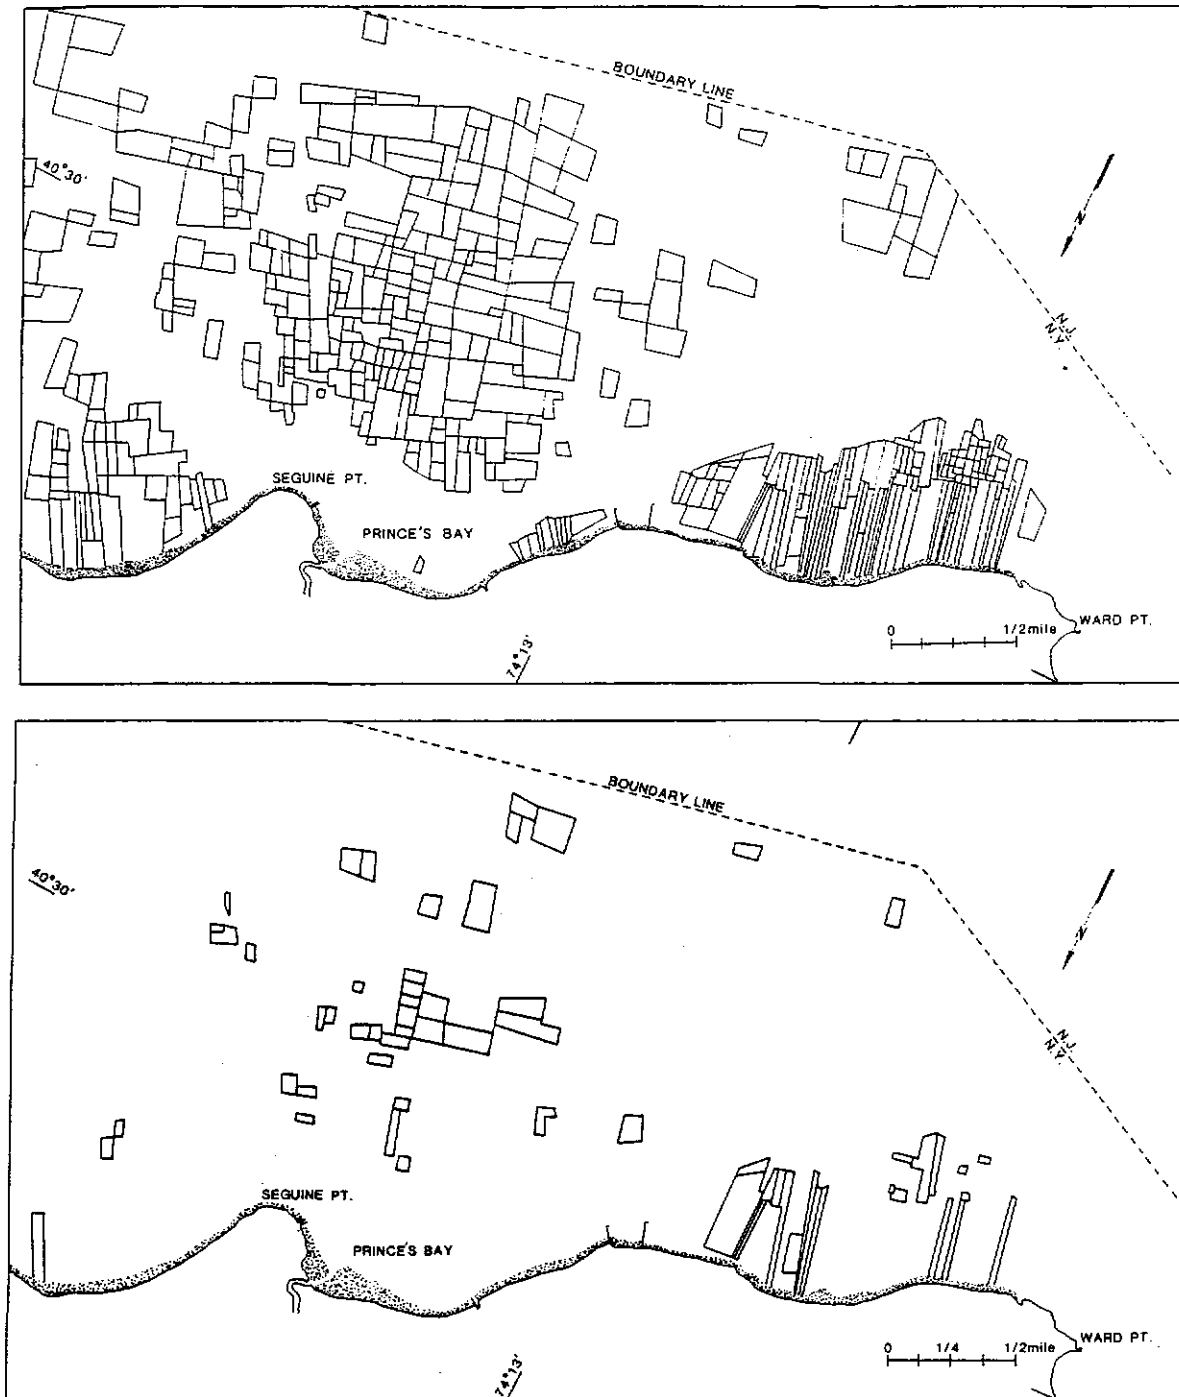 BOUNDARY LINE
40°30'
N
N.J.
N.Y.
SEGUINE PT.
PRINCE'S BAY
74°13'
0 1/2mile
WARD PT.
BOUNDARY LINE
40°30'
N
N.J.
N.Y.
SEGUINE PT.
PRINCE'S BAY
74°13'
0 1/4 1/2mile
WARD PT.